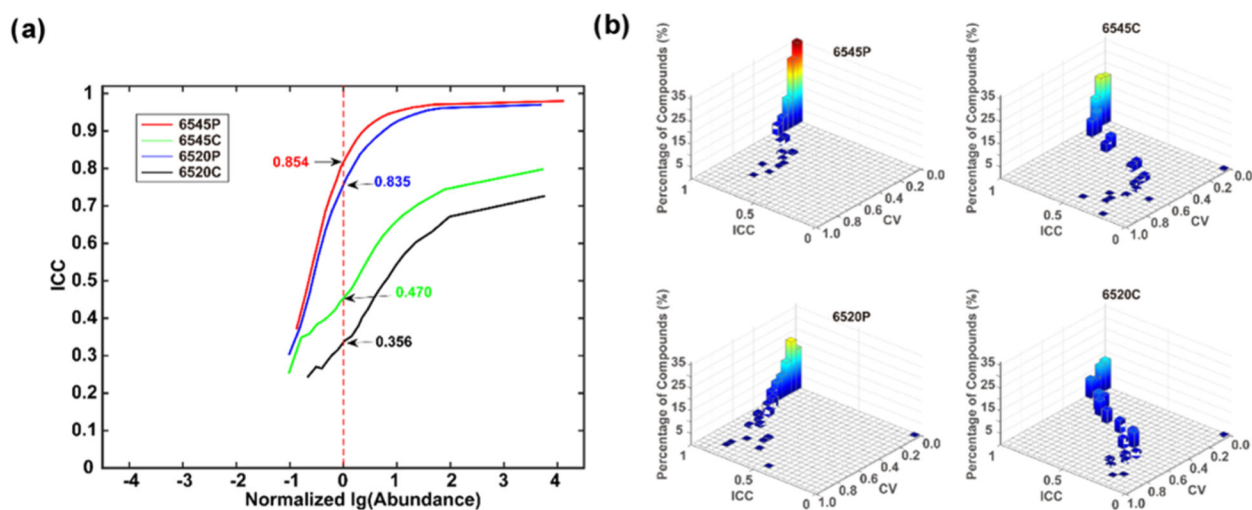 (a)
ICC
1
0.9
0.8
0.7
0.6
0.5
0.4
0.3
0.2
0.1
0
6545P
6545C
6520P
6520C
0.854
0.835
0.470
0.356
-4 -3 -2 -1 0 1 2 3 4
Normalized lg(Abundance)
(b)
6545P
Percentage of Compounds (%)
35
25
15
5
1
0.5
0
ICC
0.0
0.2
0.4
0.6
0.8
1.0
CV
6545C
Percentage of Compounds (%)
35
25
15
5
1
0.5
0
ICC
0.0
0.2
0.4
0.6
0.8
1.0
CV
6520P
Percentage of Compounds (%)
35
25
15
5
1
0.5
0
ICC
0.0
0.2
0.4
0.6
0.8
1.0
CV
6520C
Percentage of Compounds (%)
35
25
15
5
1
0.5
0
ICC
0.0
0.2
0.4
0.6
0.8
1.0
CV